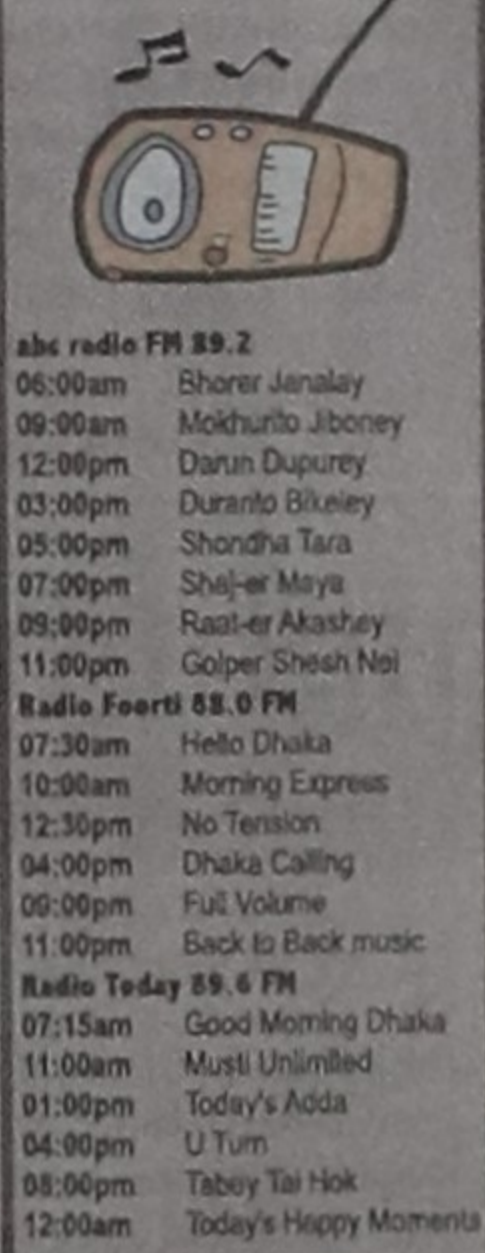 abc radio FM 89.2
06:00am Bhorer Janalay
09:00am Mokhurito Jiboney
12:00pm Darun Dupurey
03:00pm Duranto Bikeley
05:00pm Shondha Tara
07:00pm Shaj-er Maya
09:00pm Raat-er Akashey
11:00pm Golper Shesh Nei
Radio Foorti 88.0 FM
07:30am Hello Dhaka
10:00am Morning Express
12:30pm No Tension
04:00pm Dhaka Calling
09:00pm Full Volume
11:00pm Back to Back music
Radio Today 89.6 FM
07:15am Good Morning Dhaka
11:00am Musti Unlimited
01:00pm Today's Adda
04:00pm U Turn
08:00pm Tabey Tai Hok
12:00am Today's Happy Moments